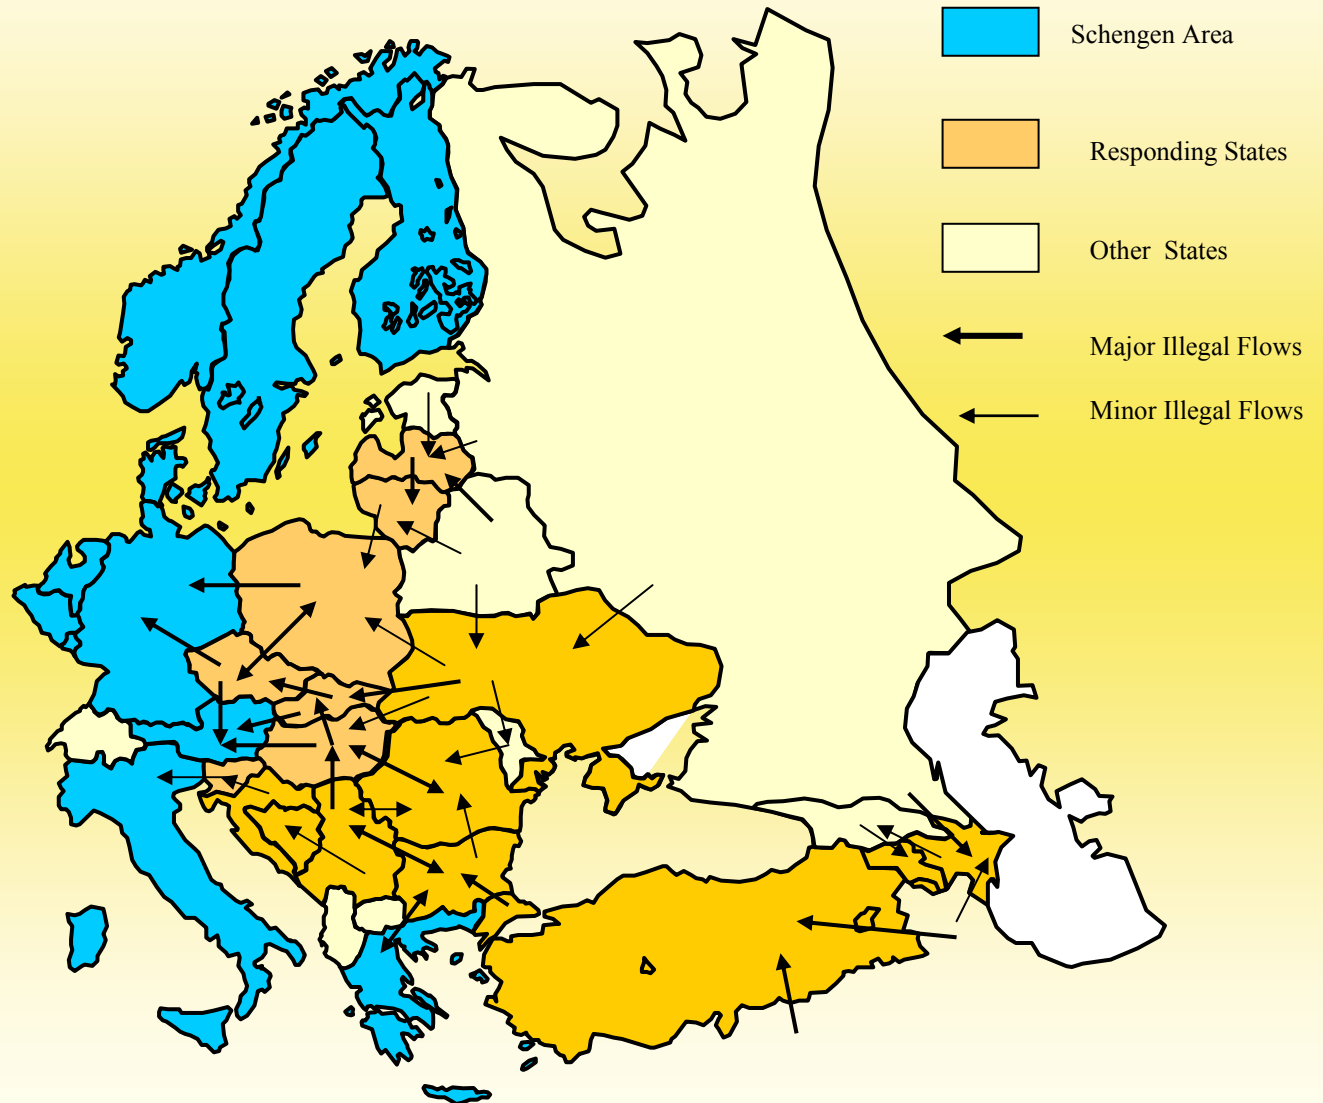 Schengen Area
Responding States
Other States
Major Illegal Flows
Minor Illegal Flows